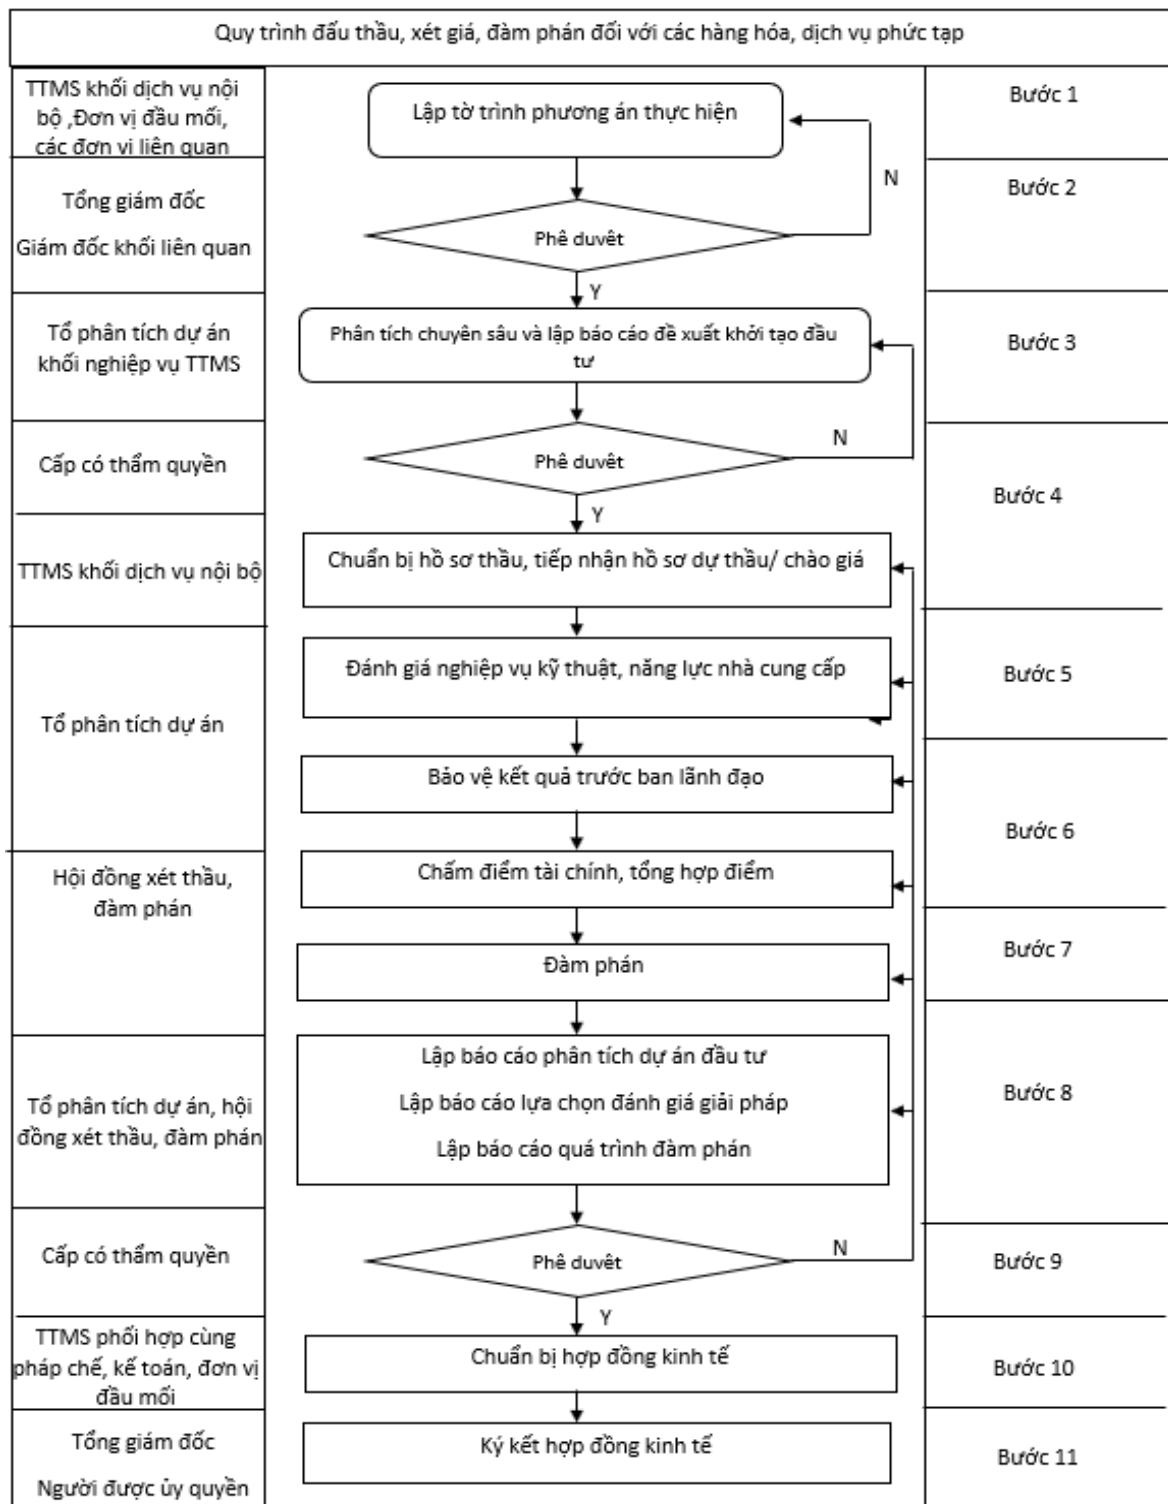 Quy trình đấu thầu, xét giá, đàm phán đối với các hàng hóa, dịch vụ phức tạp
TTMS khối dịch vụ nội
bộ ,Đơn vị đầu mối,
các đơn vi liên quan
Lập tờ trình phương án thực hiện
Bước 1
N
Tổng giám đốc
Giám đốc khối liên quan
Phê duvêt
Bước 2
Y
Tổ phân tích dự án
khối nghiệp vụ TTMS
Phân tích chuyên sâu và lập báo cáo đề xuất khởi tạo đầu
tư
Bước 3
Cấp có thẩm quyền
Phê duvêt
N
Bước 4
Y
TTMS khối dịch vụ nội bộ
Chuẩn bị hồ sơ thầu, tiếp nhận hồ sơ dự thầu/ chào giá
Đánh giá nghiệp vụ kỹ thuật, năng lực nhà cung cấp
Bước 5
Tổ phân tích dự án
Bảo vệ kết quả trước ban lãnh đạo
Bước 6
Hội đồng xét thầu,
đàm phán
Chấm điểm tài chính, tổng hợp điểm
Đàm phán
Bước 7
Tổ phân tích dự án, hội
đồng xét thầu, đàm phán
Lập báo cáo phân tích dự án đầu tư
Lập báo cáo lựa chọn đánh giá giải pháp
Lập báo cáo quá trình đàm phán
Bước 8
Cấp có thẩm quyền
Phê duvêt
N
Bước 9
Y
TTMS phối hợp cùng
pháp chế, kế toán, đơn vị
đầu mối
Chuẩn bị hợp đồng kinh tế
Bước 10
Tổng giám đốc
Người được ủy quyền
Ký kết hợp đồng kinh tế
Bước 11